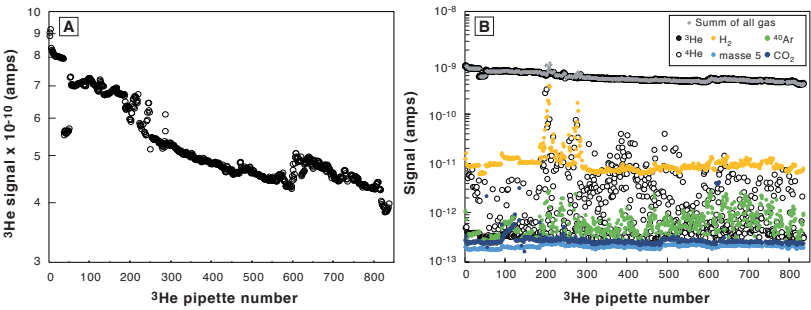 A
³He signal x 10⁻¹⁰ (amps)
10
9
8
7
6
5
4
3
0 100 200 300 400 500 600 700 800
³He pipette number
B
Summ of all gas
³He H₂ ⁴⁰Ar
⁴He masse 5 CO₂
Signal (amps)
10⁻⁸
10⁻⁹
10⁻¹⁰
10⁻¹¹
10⁻¹²
10⁻¹³
0 100 200 300 400 500 600 700 800
³He pipette number